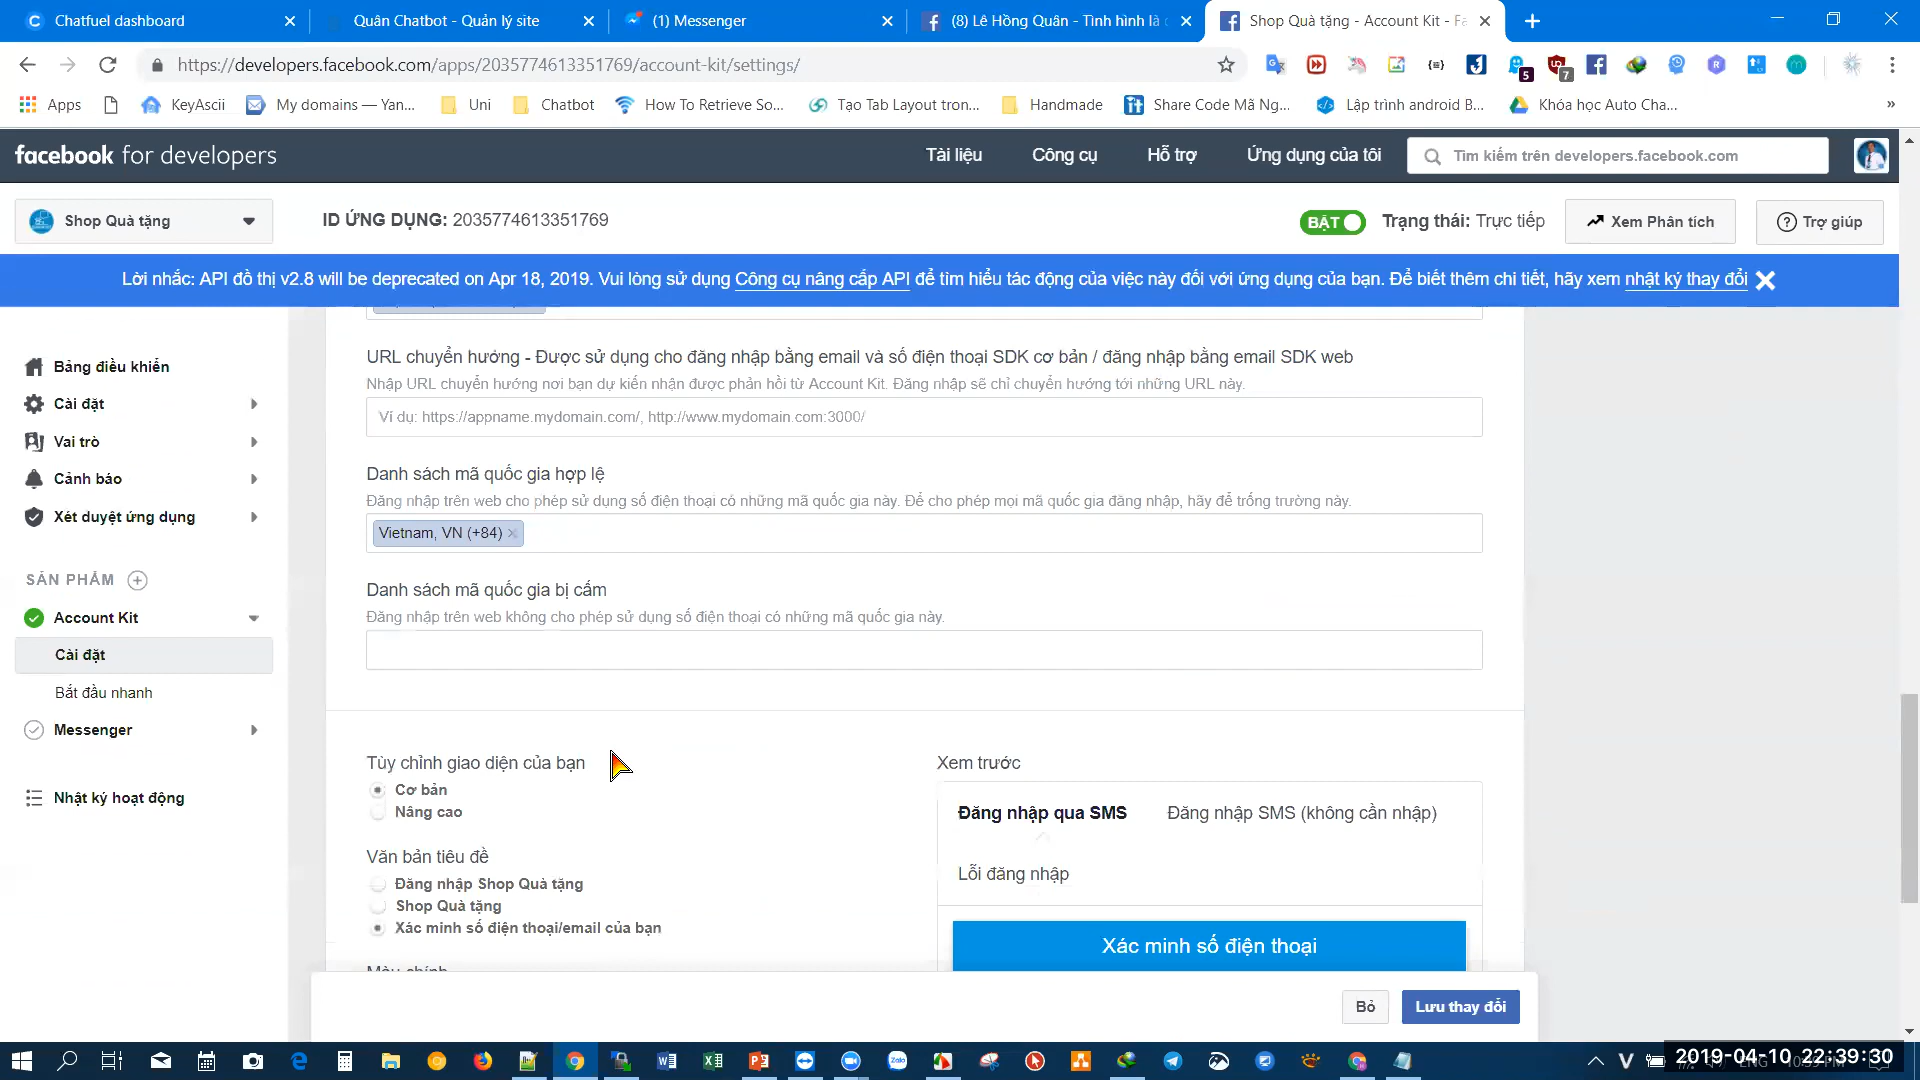 Chatfuel dashboard
Quân Chatbot - Quản lý site
(1) Messenger
(8) Lê Hồng Quân - Tình hình là
Shop Quà tặng - Account Kit - Fa
https://developers.facebook.com/apps/2035774613351769/account-kit/settings/
5
7
Apps
KeyAscii
My domains — Yan...
Uni
Chatbot
How To Retrieve So...
Tạo Tab Layout tron...
Handmade
Share Code Mã Ng...
Lập trình android B...
Khóa học Auto Cha...
»
facebook for developers
Tài liệu
Công cụ
Hỗ trợ
Ứng dụng của tôi
Tìm kiếm trên developers.facebook.com
Shop Quà tặng
ID ỨNG DỤNG: 2035774613351769
BẬT
Trạng thái: Trực tiếp
Xem Phân tích
Trợ giúp
Lời nhắc: API đồ thị v2.8 will be deprecated on Apr 18, 2019. Vui lòng sử dụng Công cụ nâng cấp API để tìm hiểu tác động của việc này đối với ứng dụng của bạn. Để biết thêm chi tiết, hãy xem nhật ký thay đổi
Bảng điều khiển
Cài đặt
Vai trò
Cảnh báo
Xét duyệt ứng dụng
SẢN PHẨM
Account Kit
Cài đặt
Bắt đầu nhanh
Messenger
Nhật ký hoạt động
URL chuyển hướng - Được sử dụng cho đăng nhập bằng email và số điện thoại SDK cơ bản / đăng nhập bằng email SDK web
Nhập URL chuyển hướng nơi bạn dự kiến nhận được phản hồi từ Account Kit. Đăng nhập sẽ chỉ chuyển hướng tới những URL này.
Ví dụ: https://appname.mydomain.com/, http://www.mydomain.com:3000/
Danh sách mã quốc gia hợp lệ
Đăng nhập trên web cho phép sử dụng số điện thoại có những mã quốc gia này. Để cho phép mọi mã quốc gia đăng nhập, hãy để trống trường này.
Vietnam, VN (+84)
Danh sách mã quốc gia bị cấm
Đăng nhập trên web không cho phép sử dụng số điện thoại có những mã quốc gia này.
Tùy chỉnh giao diện của bạn
Cơ bản
Nâng cao
Văn bản tiêu đề
Đăng nhập Shop Quà tặng
Shop Quà tặng
Xác minh số điện thoại/email của bạn
Màu chính
Xem trước
Đăng nhập qua SMS
Đăng nhập SMS (không cần nhập)
Lỗi đăng nhập
Xác minh số điện thoại
Bỏ
Lưu thay đổi
2019-04-10 22:39:30